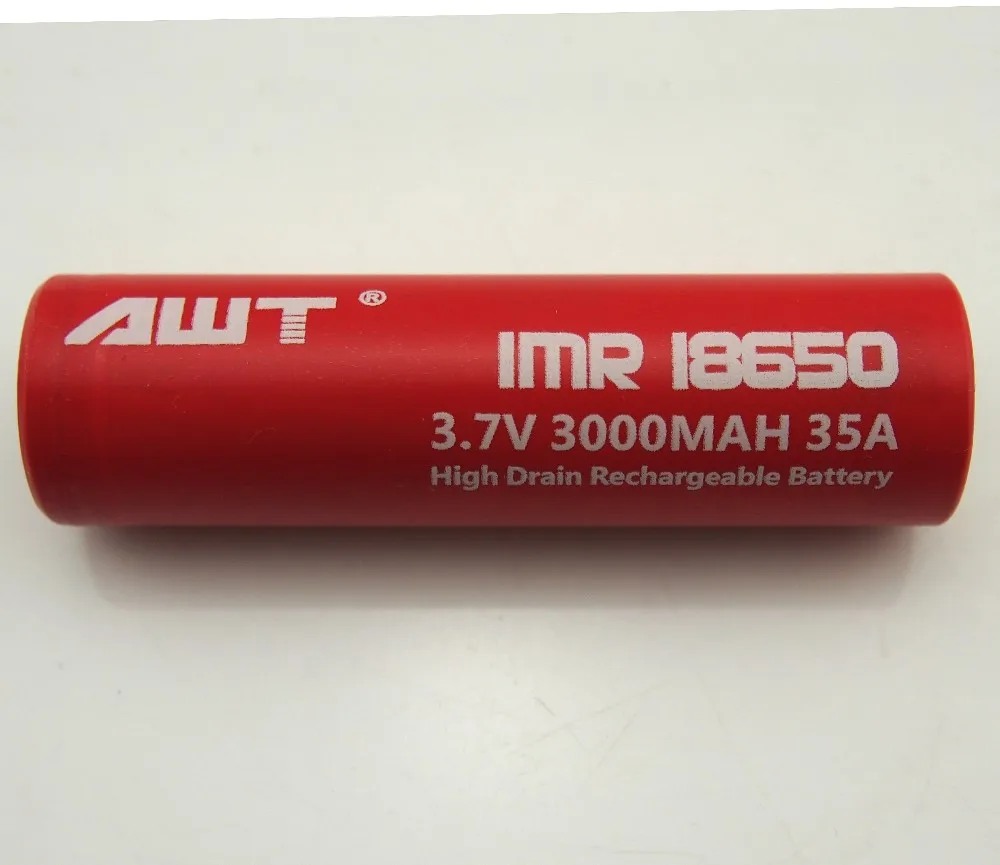 AWT ®
IMR 18650
3.7V 3000MAH 35A
High Drain Rechargeable Battery